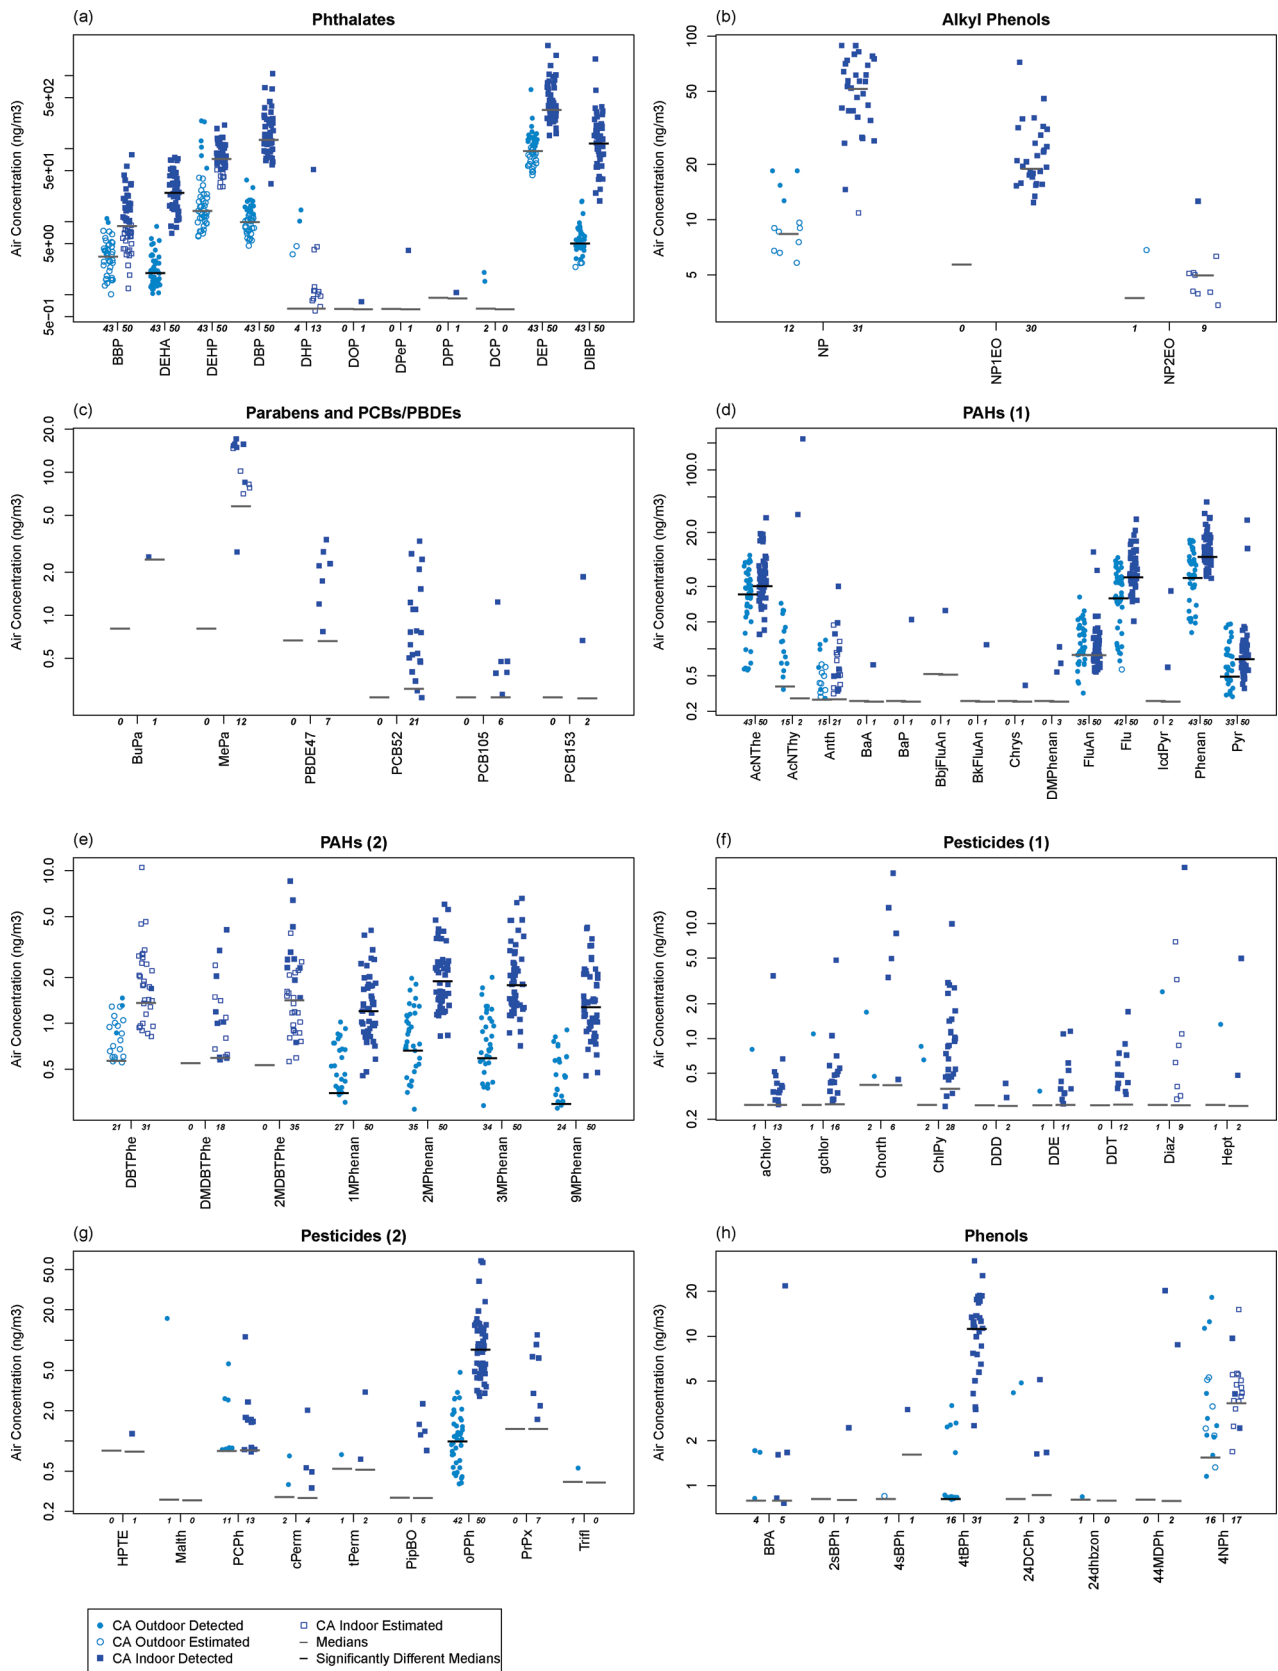 (a)
Phthalates
Air Concentration (ng/m3)
5e+02
5e+01
5e+00
5e-01
43 50 43 50 43 50 43 50 4 13 0 1 0 1 0 1 2 0 43 50 43 50
BBP DEHA DEHP DBP DHP DOP DPeP DPP DCP DEP DIBP
(b)
Alkyl Phenols
Air Concentration (ng/m3)
100
50
20
10
5
12 31 0 30 1 9
NP NP1EO NP2EO
(c)
Parabens and PCBs/PBDEs
Air Concentration (ng/m3)
20.0
10.0
5.0
2.0
1.0
0.5
0 1 0 12 0 7 0 21 0 6 0 2
BuPa MePa PBDE47 PCB52 PCB105 PCB153
(d)
PAHs (1)
Air Concentration (ng/m3)
100.0
20.0
5.0
2.0
1.0
0.5
0.2
43 50 15 2 15 21 0 1 0 1 0 1 0 1 0 1 0 3 35 50 42 50 0 2 43 50 33 50
AcNThe AcNThy Anth BaA BaP BbjFluAn BkFluAn Chrys DMPhenan FluAn Flu IcdPyr Phenan Pyr
(e)
PAHs (2)
Air Concentration (ng/m3)
10.0
5.0
2.0
1.0
0.5
21 31 0 18 0 35 27 50 35 50 34 50 24 50
DBTPhe DMDBTPhe 2MDBTPhe 1MPhenan 2MPhenan 3MPhenan 9MPhenan
(f)
Pesticides (1)
Air Concentration (ng/m3)
10.0
5.0
2.0
1.0
0.5
0.2
1 13 1 16 2 6 2 28 0 2 1 11 0 12 1 9 1 2
aChlor gchlor Chorth ChlPy DDD DDE DDT Diaz Hept
(g)
Pesticides (2)
Air Concentration (ng/m3)
50.0
20.0
5.0
2.0
0.5
0.2
0 1 1 0 11 13 2 4 1 2 0 5 42 50 0 7 1 0
HPTE Malth PCPh cPerm tPerm PipBO oPPh PrPx Trifl
(h)
Phenols
Air Concentration (ng/m3)
20
10
5
2
1
4 5 0 1 1 1 16 31 2 3 1 0 0 2 16 17
BPA 2sBPh 4sBPh 4tBPh 24DCPh 24dhbzon 44MDPh 4NPh
CA Outdoor Detected
CA Outdoor Estimated
CA Indoor Detected
CA Indoor Estimated
Medians
Significantly Different Medians